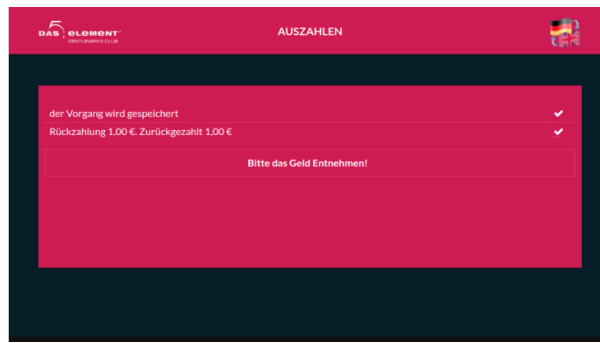 DAS 5 eLement
GENTLEMEN'S CLUB
AUSZAHLEN
der Vorgang wird gespeichert
Rückzahlung 1,00 €. Zurückgezahlt 1,00 €
Bitte das Geld Entnehmen!